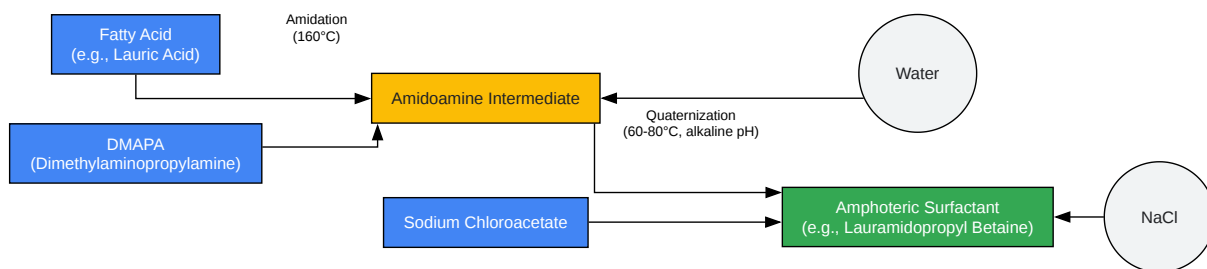 Fatty Acid
(e.g., Lauric Acid)
Amidation
(160°C)
Water
Amidoamine Intermediate
Quaternization
(60-80°C, alkaline pH)
DMAPA
(Dimethylaminopropylamine)
Sodium Chloroacetate
Amphoteric Surfactant
(e.g., Lauramidopropyl Betaine)
NaCl